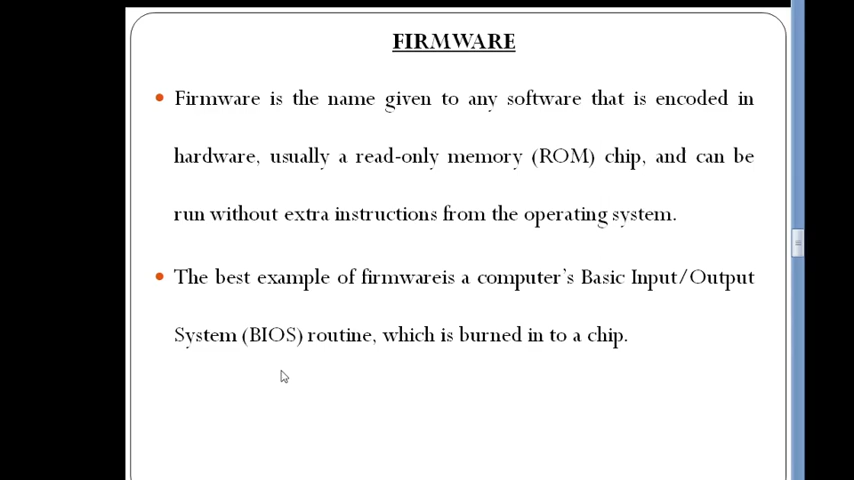 FIRMWARE
• Firmware is the name given to any software that is encoded in
hardware, usually a read-only memory (ROM) chip, and can be
run without extra instructions from the operating system.
• The best example of firmwareis a computer’s Basic Input/Output
System (BIOS) routine, which is burned in to a chip.